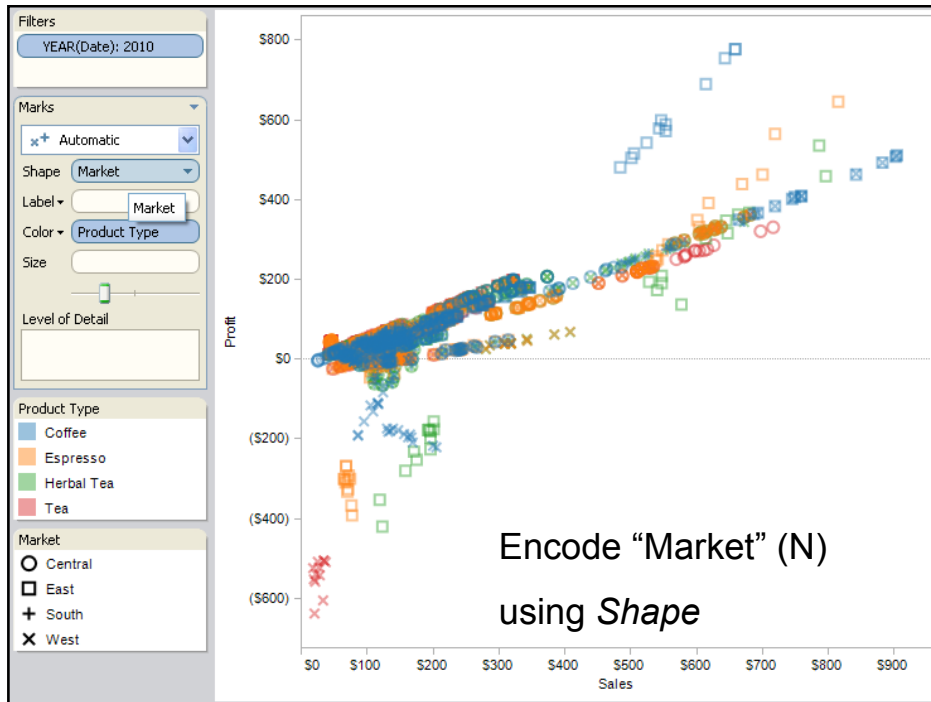 Filters
YEAR(Date): 2010
Marks
Automatic
Shape Market
Label
Market
Color Product Type
Size
Level of Detail
Product Type
Coffee
Espresso
Herbal Tea
Tea
Market
Central
East
South
West
Profit
$800
$600
$400
$200
$0
($200)
($400)
($600)
Encode “Market” (N)
using Shape
$0 $100 $200 $300 $400 $500 $600 $700 $800 $900
Sales